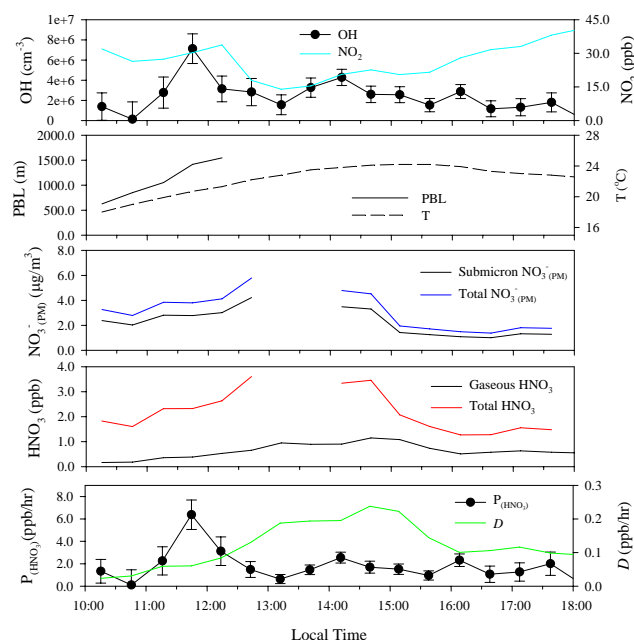 OH (cm⁻³)
1e+7
8e+6
6e+6
4e+6
2e+6
0
OH
NO₂
45.0
30.0
15.0
0.0
NO₂ (ppb)
PBL (m)
2000.0
1500.0
1000.0
500.0
0.0
PBL
T
28
24
20
16
T (°C)
NO₃⁻(PM) (μg/m³)
8.0
6.0
4.0
2.0
0.0
Submicron NO₃⁻(PM)
Total NO₃⁻(PM)
HNO₃ (ppb)
4.0
3.0
2.0
1.0
0.0
Gaseous HNO₃
Total HNO₃
P(HNO₃)(ppb/hr)
8.0
6.0
4.0
2.0
0.0
P(HNO₃)
D
0.3
0.2
0.1
0.0
D (ppb/hr)
10:00 11:00 12:00 13:00 14:00 15:00 16:00 17:00 18:00
Local Time